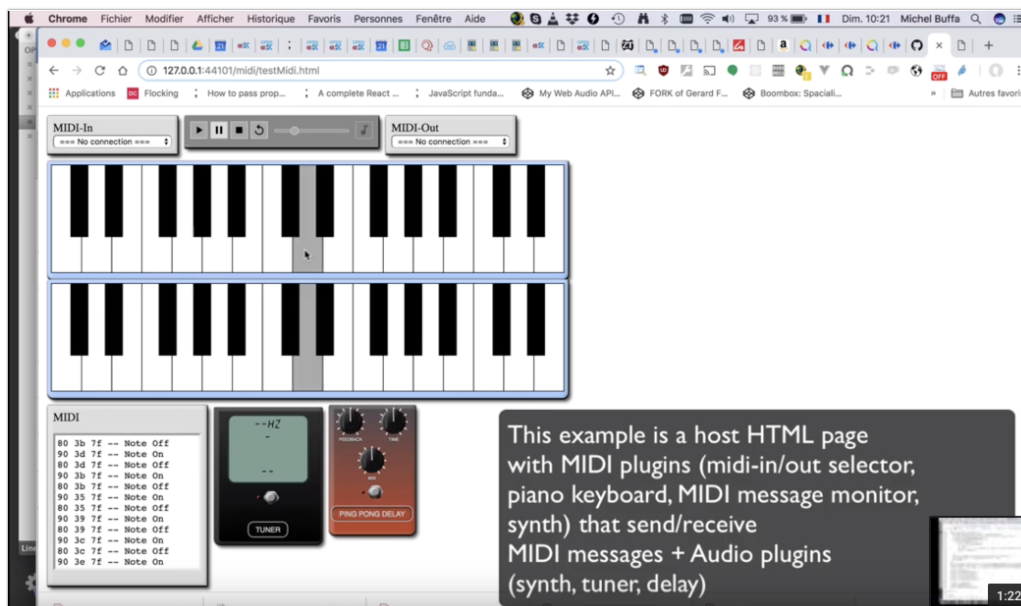 Chrome Fichier Modifier Afficher Historique Favoris Personnes Fenêtre Aide 93 % Dim. 10:21 Michel Buffa
127.0.0.1:44101/midi/testMidi.html
OFF
Applications Flocking How to pass prop... A complete React ... JavaScript funda... My Web Audio API... FORK of Gerard F... Boombox: Spaciali... » Autres favoris
MIDI-In
=== No connection ===
MIDI-Out
=== No connection ===
MIDI
80 3b 7f -- Note Off
90 3d 7f -- Note On
80 3d 7f -- Note Off
90 3b 7f -- Note On
80 3b 7f -- Note Off
90 35 7f -- Note On
80 35 7f -- Note Off
90 39 7f -- Note On
80 39 7f -- Note Off
90 3c 7f -- Note On
80 3c 7f -- Note Off
90 3e 7f -- Note On
--HZ
-
--
TUNER
FEEDBACK TIME
MIX
PING PONG DELAY
This example is a host HTML page
with MIDI plugins (midi-in/out selector,
piano keyboard, MIDI message monitor,
synth) that send/receive
MIDI messages + Audio plugins
(synth, tuner, delay)
1:22